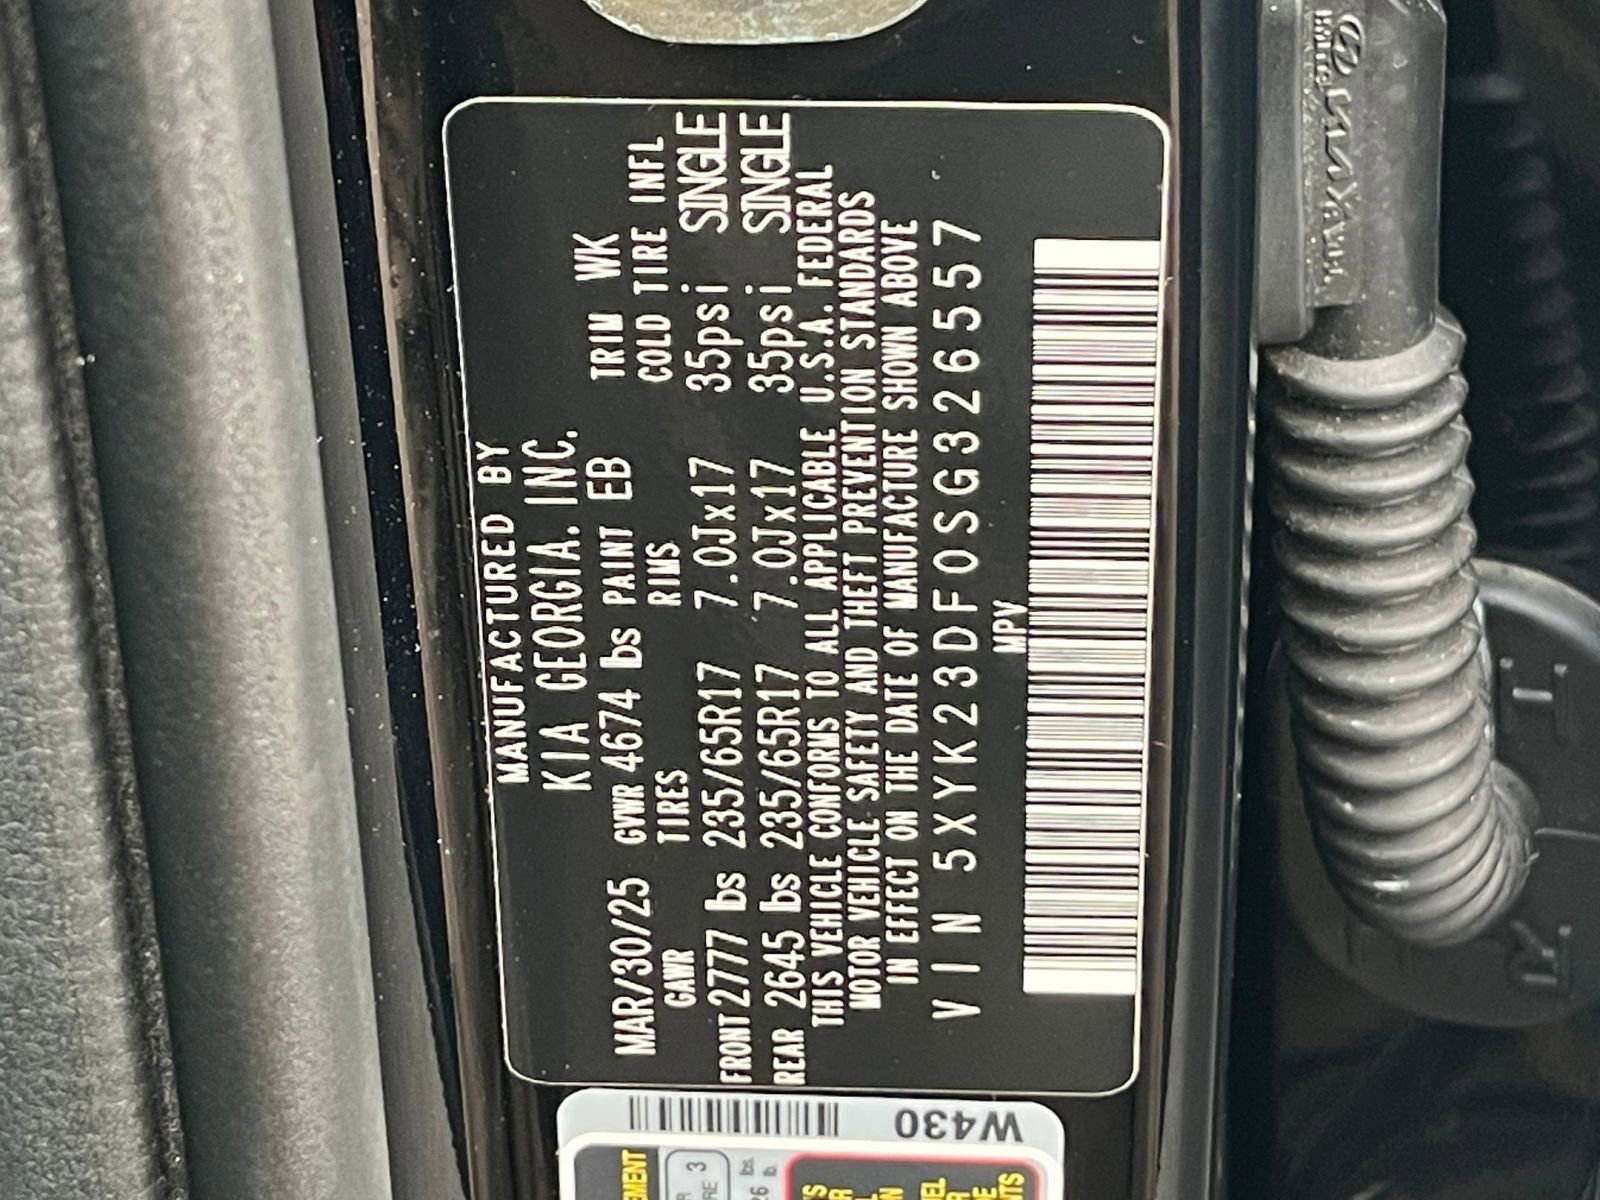 MANUFACTURED BY
KIA GEORGIA. INC.
MAR/30/25 GVWR 4674 lbs PAINT EB TRIM WK
GAWR TIRES RIMS COLD TIRE INFL
FRONT 2777 lbs 235/65R17 7.0Jx17 35psi SINGLE
REAR 2645 lbs 235/65R17 7.0Jx17 35psi SINGLE
THIS VEHICLE CONFORMS TO ALL APPLICABLE U.S.A. FEDERAL
MOTOR VEHICLE SAFETY AND THEFT PREVENTION STANDARDS
IN EFFECT ON THE DATE OF MANUFACTURE SHOWN ABOVE
VIN 5XYK23DF0SG326557
MPV
W430